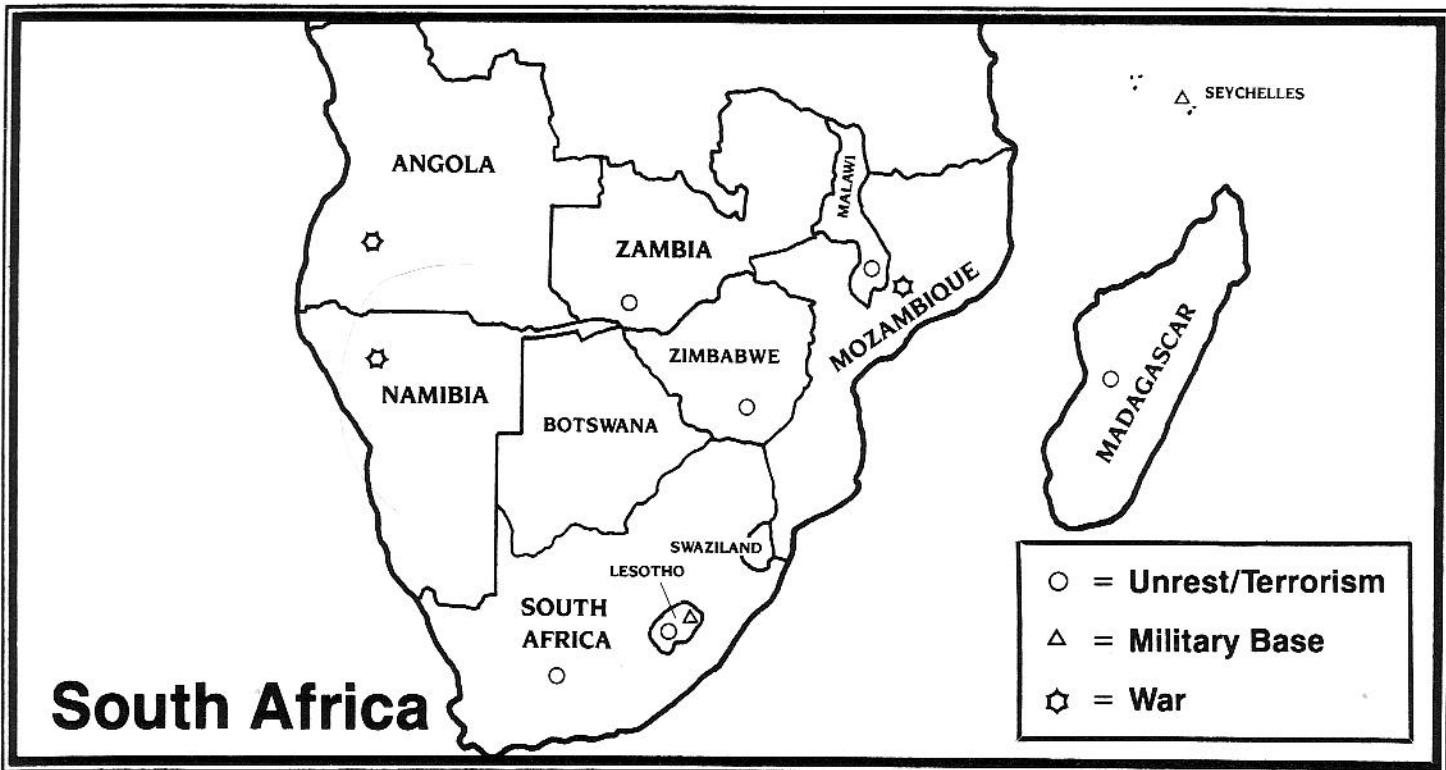 SEYCHELLES
ANGOLA
MALAWI
ZAMBIA
MOZAMBIQUE
ZIMBABWE
MADAGASCAR
NAMIBIA
BOTSWANA
SWAZILAND
LESOTHO
SOUTH
AFRICA
South Africa
= Unrest/Terrorism
= Military Base
= War